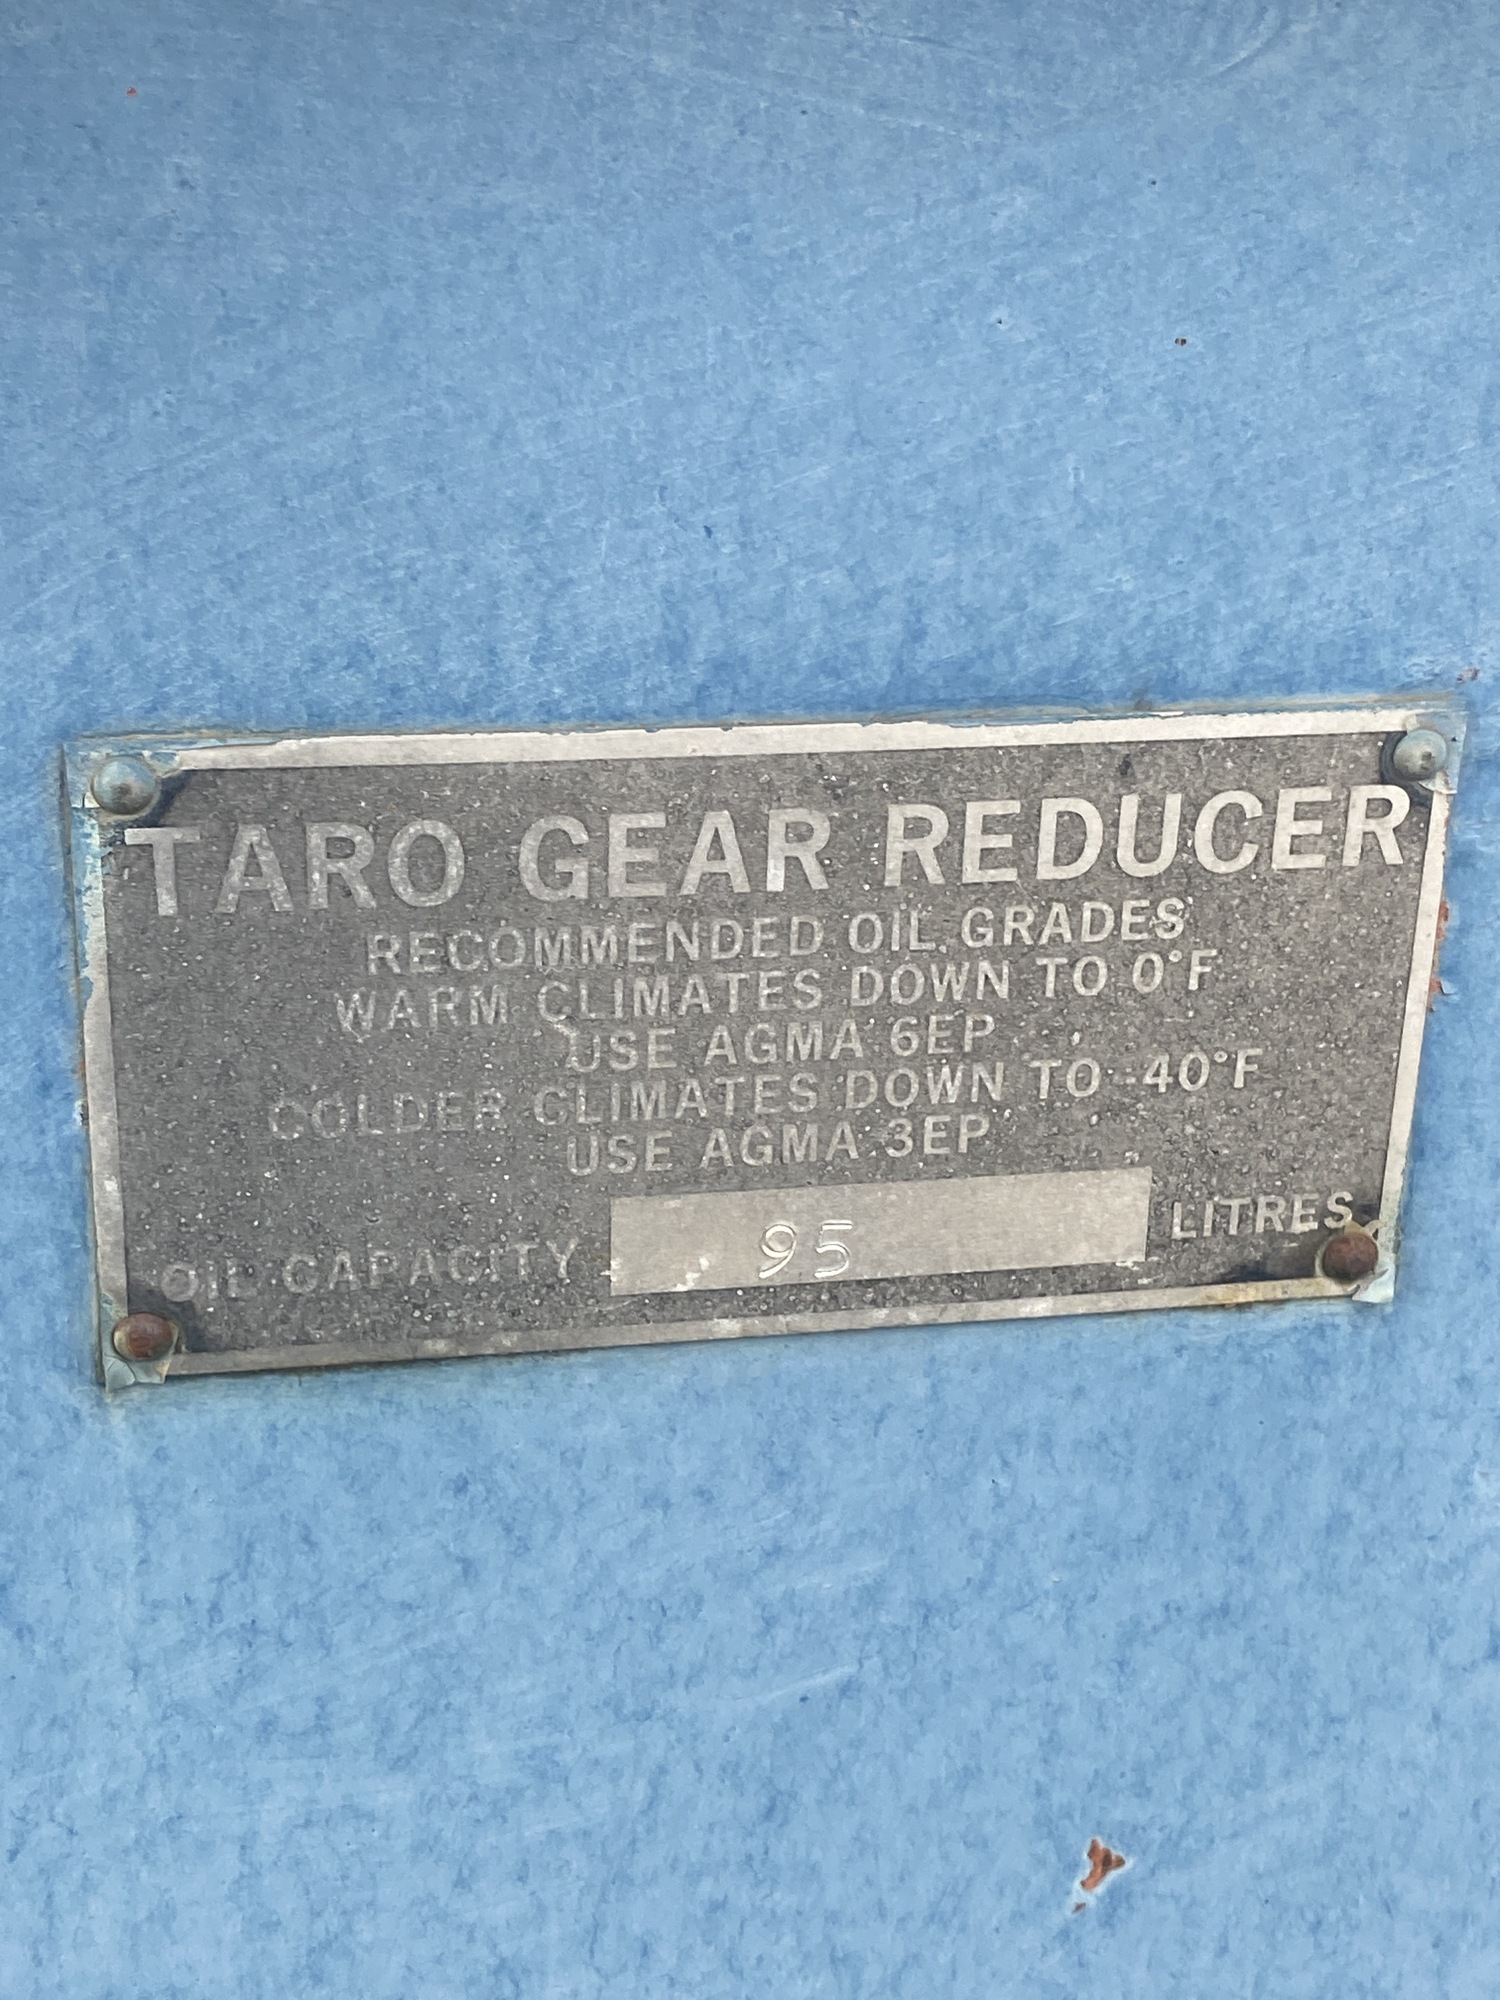 TARO GEAR REDUCER
RECOMMENDED OIL GRADES
WARM CLIMATES DOWN TO 0°F
USE AGMA 6EP
COLDER CLIMATES DOWN TO -40°F
USE AGMA 3EP
OIL CAPACITY 95 LITRES